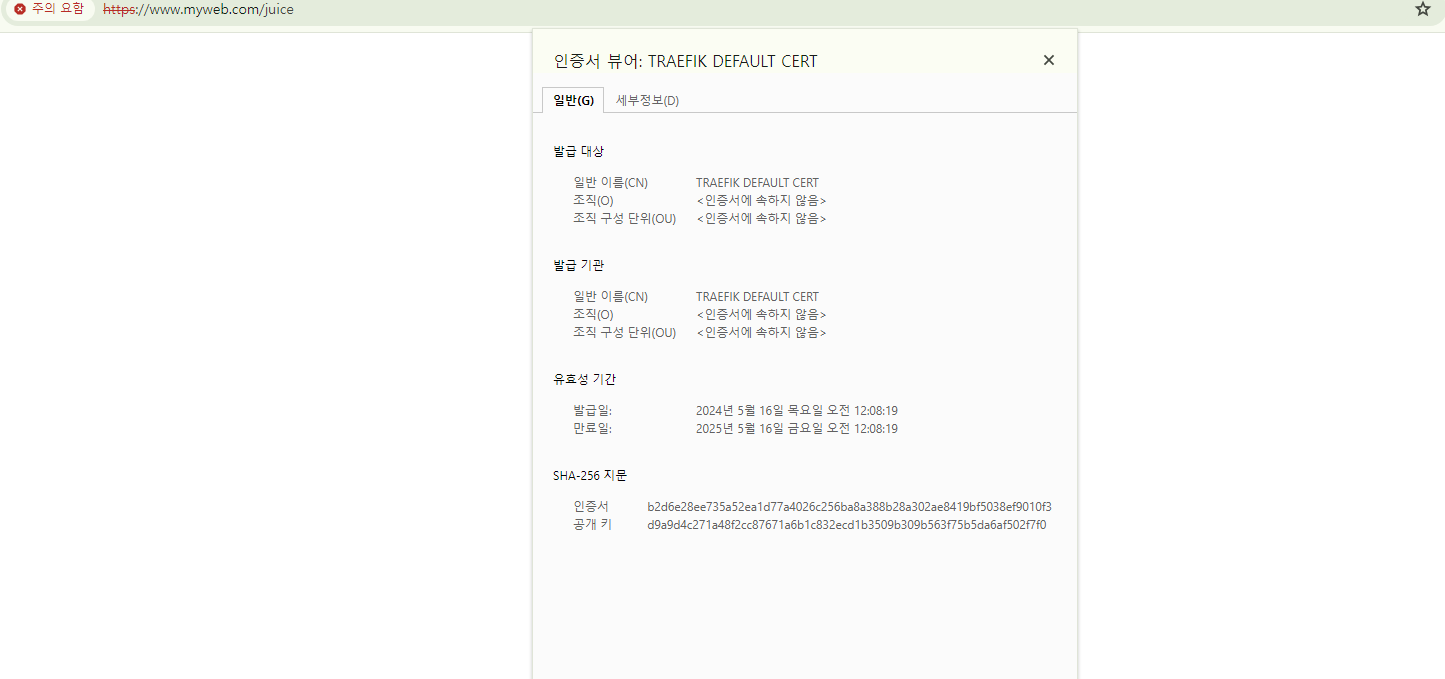 주의 요함 https://www.myweb.com/juice
인증서 뷰어: TRAEFIK DEFAULT CERT
일반(G) 세부정보(D)
발급 대상
일반 이름(CN) TRAEFIK DEFAULT CERT
조직(O) <인증서에 속하지 않음>
조직 구성 단위(OU) <인증서에 속하지 않음>
발급 기관
일반 이름(CN) TRAEFIK DEFAULT CERT
조직(O) <인증서에 속하지 않음>
조직 구성 단위(OU) <인증서에 속하지 않음>
유효성 기간
발급일: 2024년 5월 16일 목요일 오전 12:08:19
만료일: 2025년 5월 16일 금요일 오전 12:08:19
SHA-256 지문
인증서 b2d6e28ee735a52ea1d77a4026c256ba8a388b28a302ae8419bf5038ef9010f3
공개 키 d9a9d4c271a48f2cc87671a6b1c832ecd1b3509b309b563f75b5da6af502f7f0